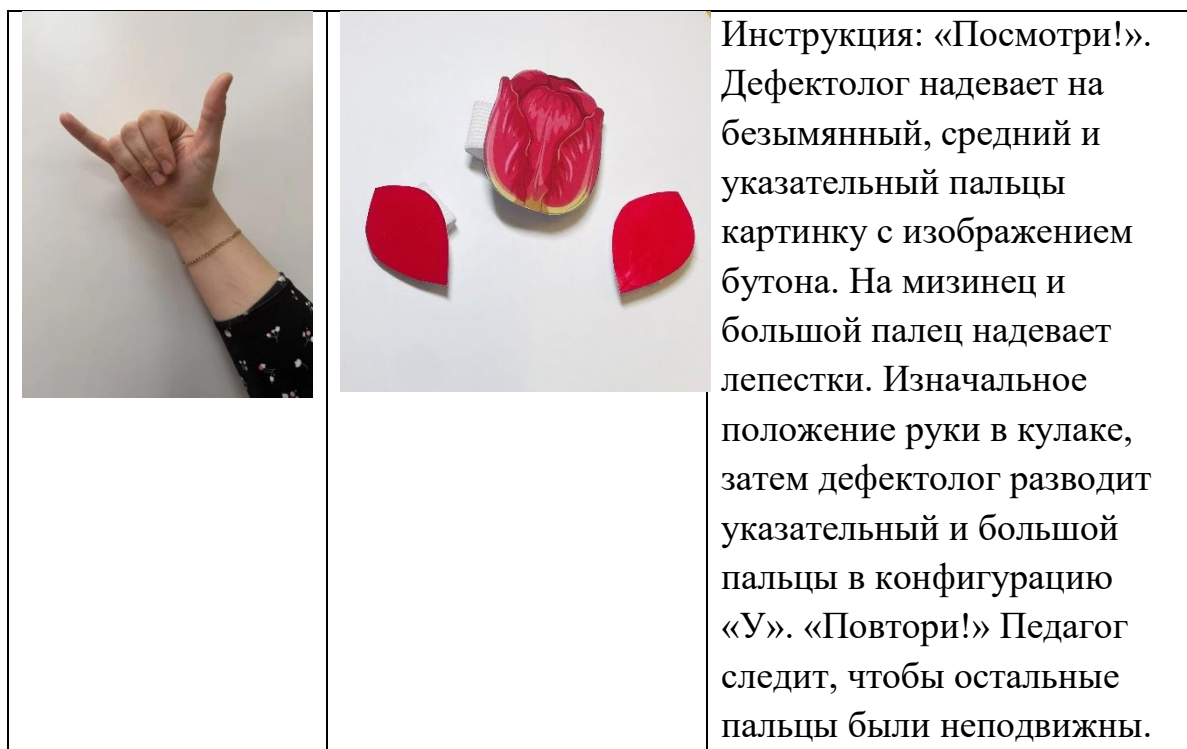 Инструкция: «Посмотри!».
Дефектолог надевает на
безымянный, средний и
указательный пальцы
картинку с изображением
бутона. На мизинец и
большой палец надевает
лепестки. Изначальное
положение руки в кулаке,
затем дефектолог разводит
указательный и большой
пальцы в конфигурацию
«У». «Повтори!» Педагог
следит, чтобы остальные
пальцы были неподвижны.